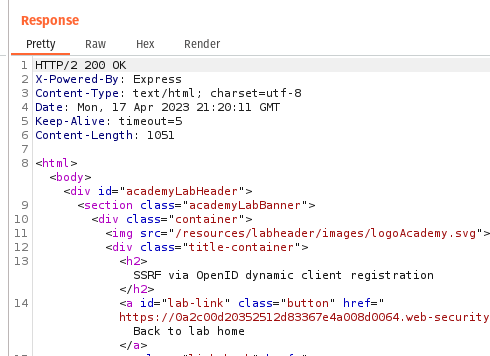 Response
Pretty Raw Hex Render
1 HTTP/2 200 OK
2 X-Powered-By: Express
3 Content-Type: text/html; charset=utf-8
4 Date: Mon, 17 Apr 2023 21:20:11 GMT
5 Keep-Alive: timeout=5
6 Content-Length: 1051
7
8 <html>
<body>
<div id="academyLabHeader">
9 <section class="academyLabBanner">
10 <div class="container">
11 <img src="/resources/labheader/images/logoAcademy.svg">
12 <div class="title-container">
13 <h2>
SSRF via OpenID dynamic client registration
</h2>
14 <a id="lab-link" class="button" href="
https://0a2c00d20352512d83367e4a008d0064.web-security
Back to lab home
</a>